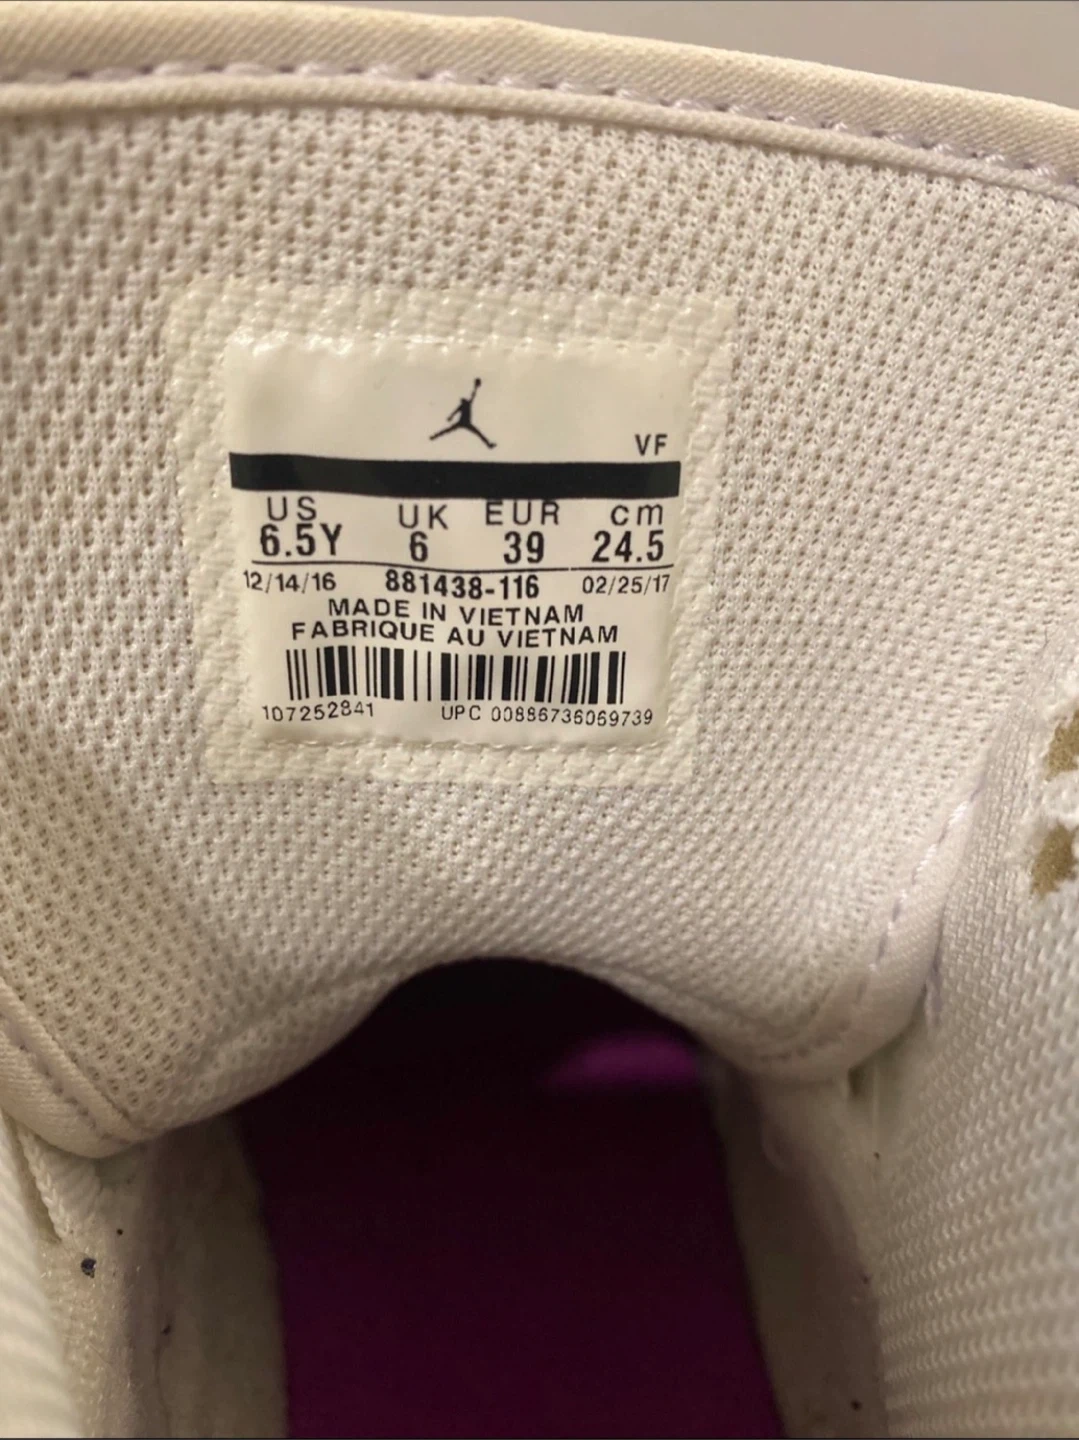 VF
US UK EUR cm
6.5Y 6 39 24.5
12/14/16 881438-116 02/25/17
MADE IN VIETNAM
FABRIQUE AU VIETNAM
107252841 UPC 00886736069739